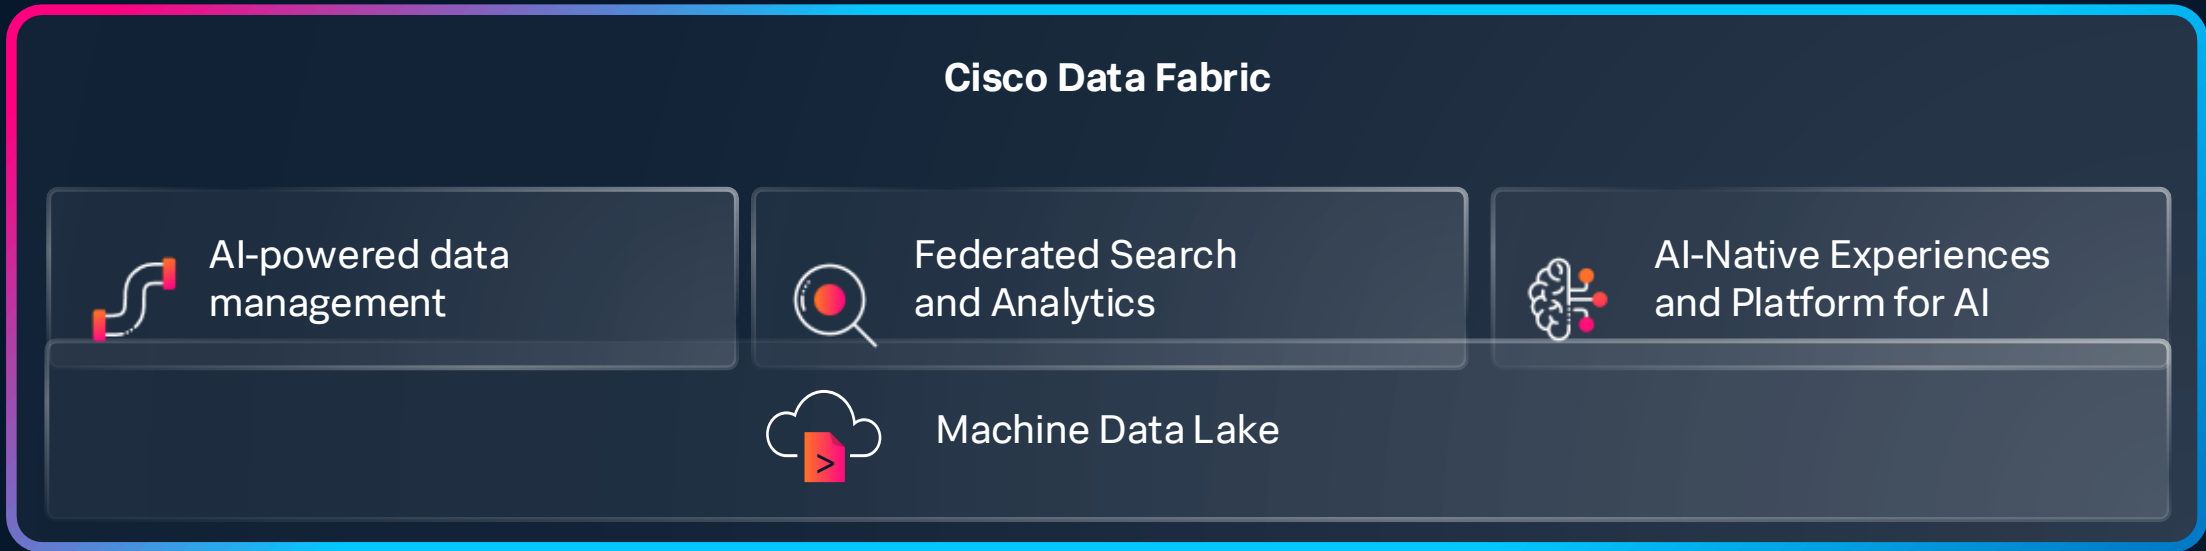 Cisco Data Fabric
AI-powered data
management
Federated Search
and Analytics
AI-Native Experiences
and Platform for AI
>
Machine Data Lake